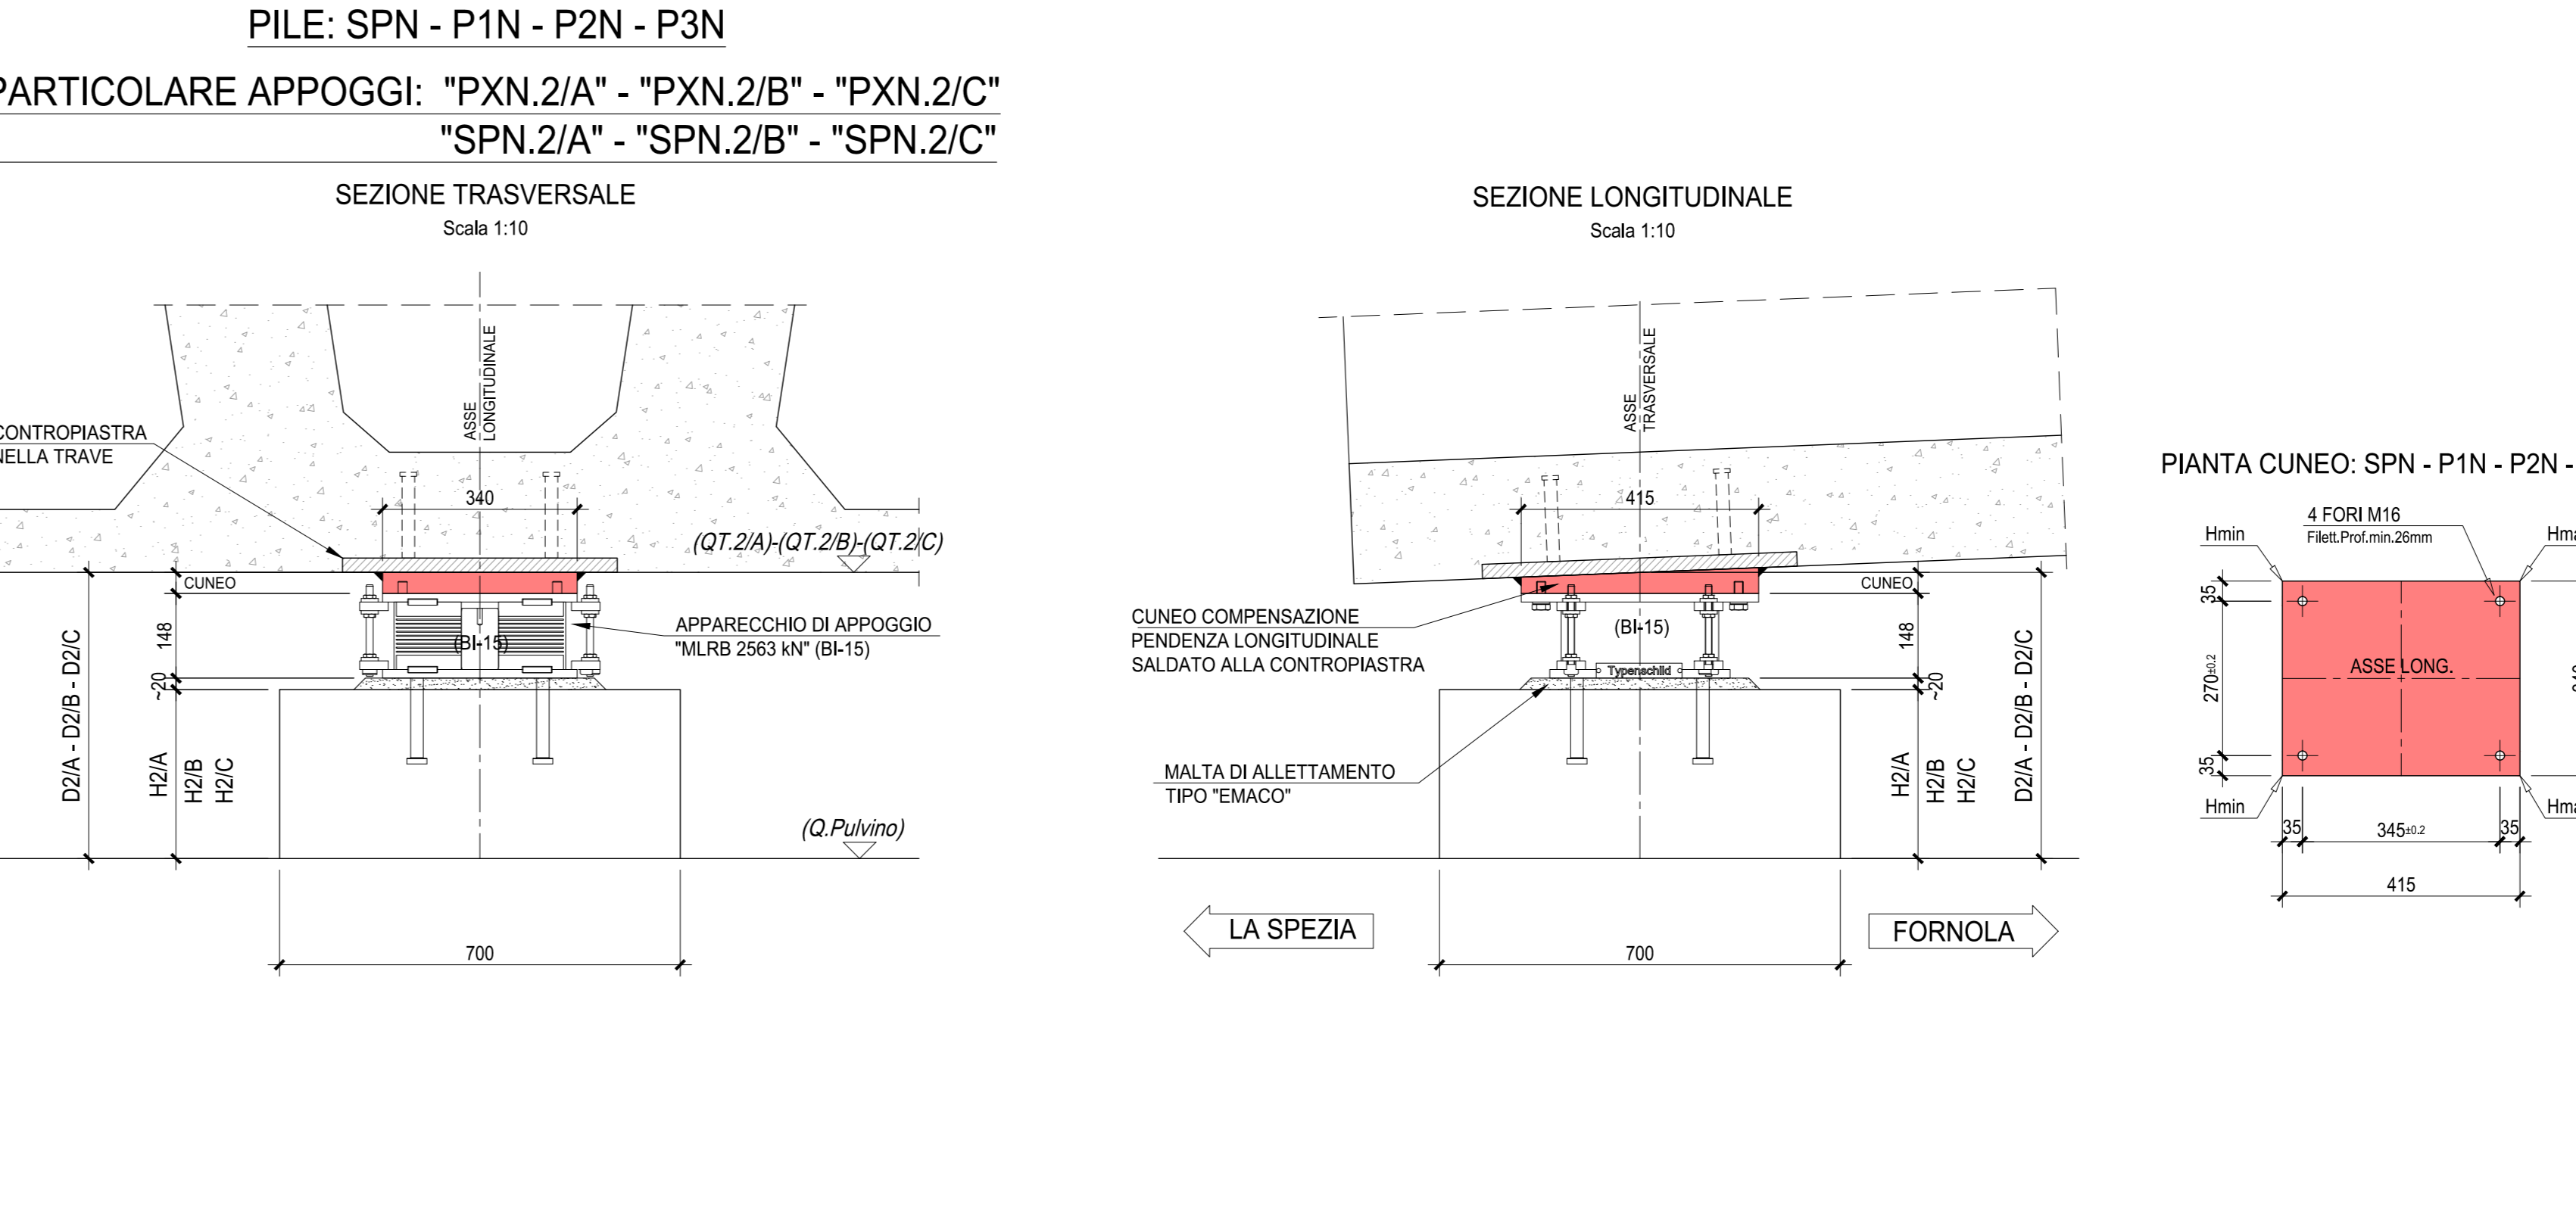 PILE: SPN - P1N - P2N - P3N
PARTICOLARE APPOGGI: "PXN.2/A" - "PXN.2/B" - "PXN.2/C"
"SPN.2/A" - "SPN.2/B" - "SPN.2/C"
SEZIONE TRASVERSALE
Scala 1:10
ASSE
LONGITUDINALE
CONTROPIASTRA
NELLA TRAVE
340
(QT.2/A)-(QT.2/B)-(QT.2/C)
CUNEO
148
(BI-15)
APPARECCHIO DI APPOGGIO
"MLRB 2563 kN" (BI-15)
~20
D2/A - D2/B - D2/C
H2/A
H2/B
H2/C
(Q.Pulvino)
700
SEZIONE LONGITUDINALE
Scala 1:10
ASSE
TRASVERSALE
415
CUNEO
CUNEO COMPENSAZIONE
PENDENZA LONGITUDINALE
SALDATO ALLA CONTROPIASTRA
(BI-15)
148
Typenschild
~20
MALTA DI ALLETTAMENTO
TIPO "EMACO"
H2/A
H2/B
H2/C
D2/A - D2/B - D2/C
LA SPEZIA
FORNOLA
700
PIANTA CUNEO: SPN - P1N - P2N -
4 FORI M16
Filett.Prof.min.26mm
Hmin
35
270±0.2
35
ASSE LONG.
Hmin
35
345±0.2
35
415